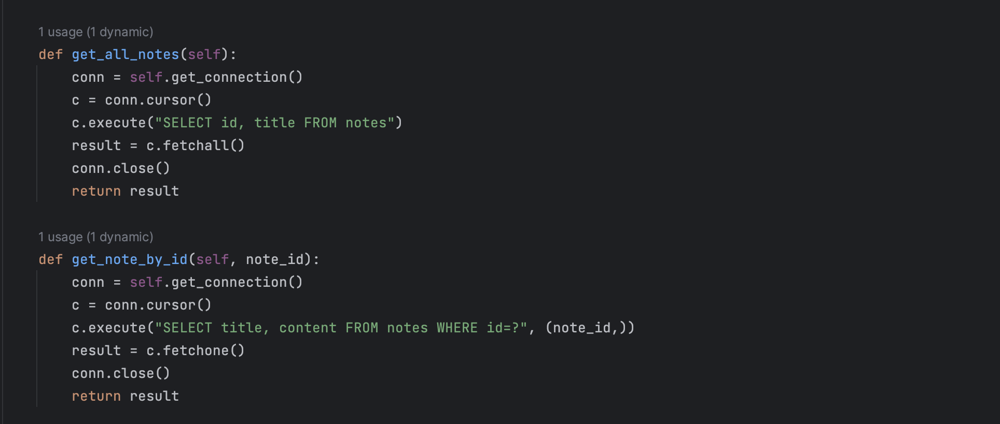 1 usage (1 dynamic)
def get_all_notes(self):
    conn = self.get_connection()
    c = conn.cursor()
    c.execute("SELECT id, title FROM notes")
    result = c.fetchall()
    conn.close()
    return result
1 usage (1 dynamic)
def get_note_by_id(self, note_id):
    conn = self.get_connection()
    c = conn.cursor()
    c.execute("SELECT title, content FROM notes WHERE id=?", (note_id,))
    result = c.fetchone()
    conn.close()
    return result